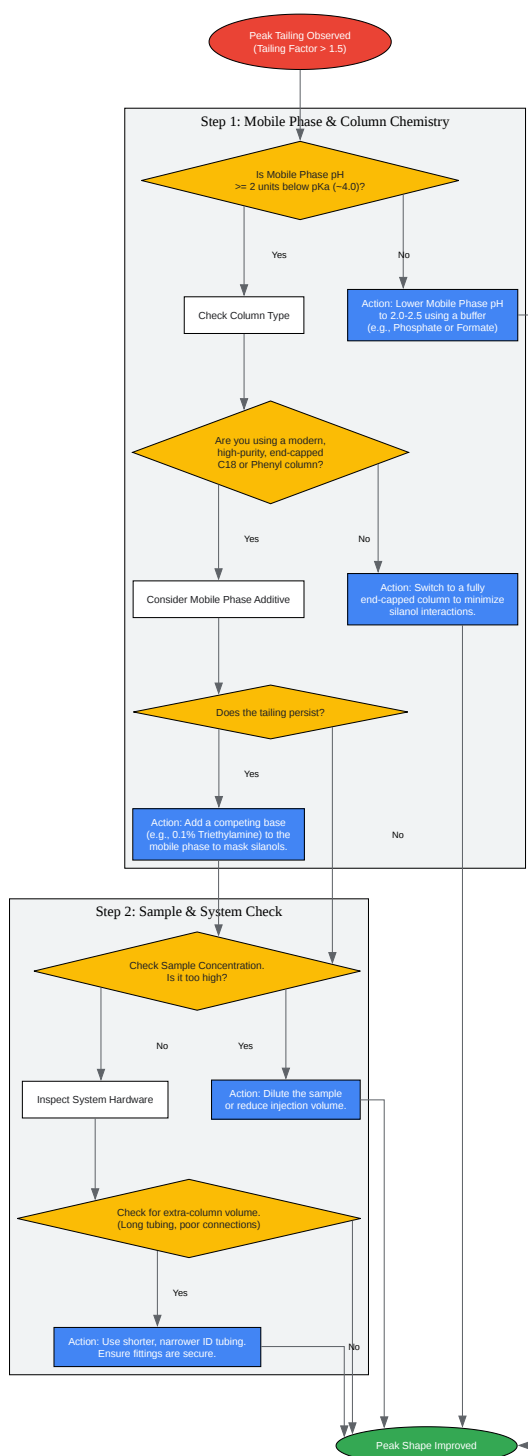 Peak Tailing Observed
(Tailing Factor > 1.5)
Step 1: Mobile Phase & Column Chemistry
Is Mobile Phase pH
>= 2 units below pKa (~4.0)?
Yes
No
Check Column Type
Action: Lower Mobile Phase pH
to 2.0-2.5 using a buffer
(e.g., Phosphate or Formate)
Are you using a modern,
high-purity, end-capped
C18 or Phenyl column?
Yes
No
Consider Mobile Phase Additive
Action: Switch to a fully
end-capped column to minimize
silanol interactions.
Does the tailing persist?
Yes
No
Action: Add a competing base
(e.g., 0.1% Triethylamine) to the
mobile phase to mask silanols.
Step 2: Sample & System Check
Check Sample Concentration.
Is it too high?
No
Yes
Inspect System Hardware
Action: Dilute the sample
or reduce injection volume.
Check for extra-column volume.
(Long tubing, poor connections)
Yes
No
Action: Use shorter, narrower ID tubing.
Ensure fittings are secure.
Peak Shape Improved